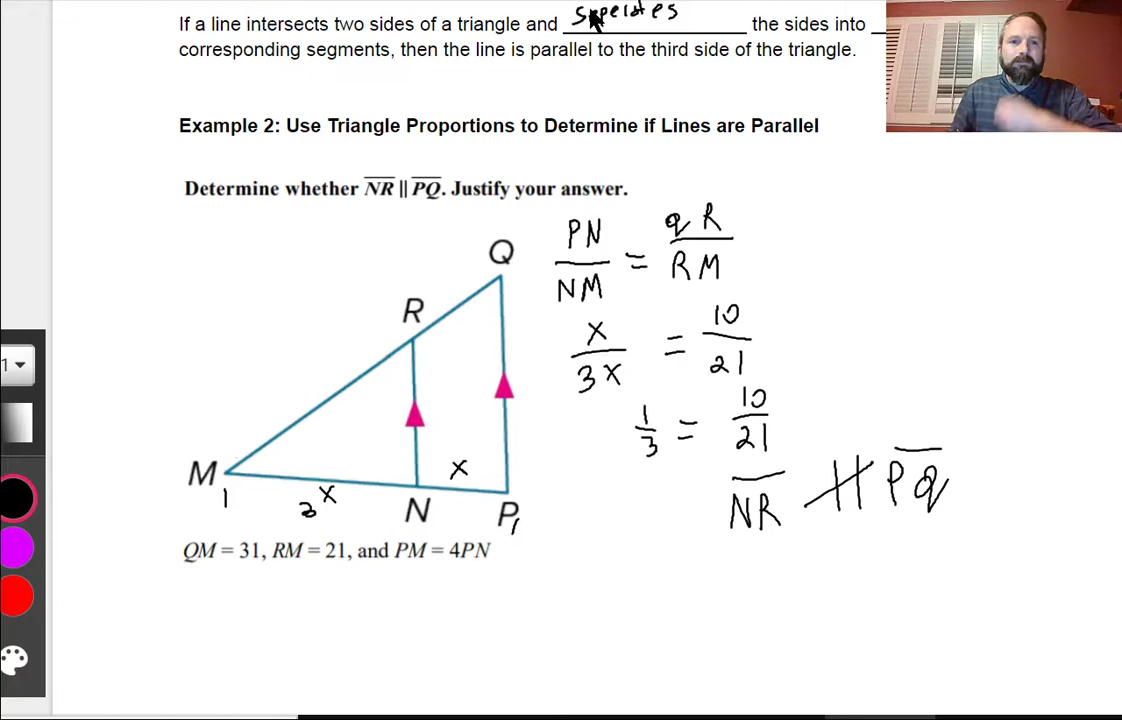 If a line intersects two sides of a triangle and seperates the sides into
corresponding segments, then the line is parallel to the third side of the triangle.
Example 2: Use Triangle Proportions to Determine if Lines are Parallel
Determine whether NR || PQ. Justify your answer.
PN/NM = QR/RM
x/3x = 10/21
1/3 = 10/21
NR ∦ PQ
Q
R
M
3x
N
x
P
QM = 31, RM = 21, and PM = 4PN
1